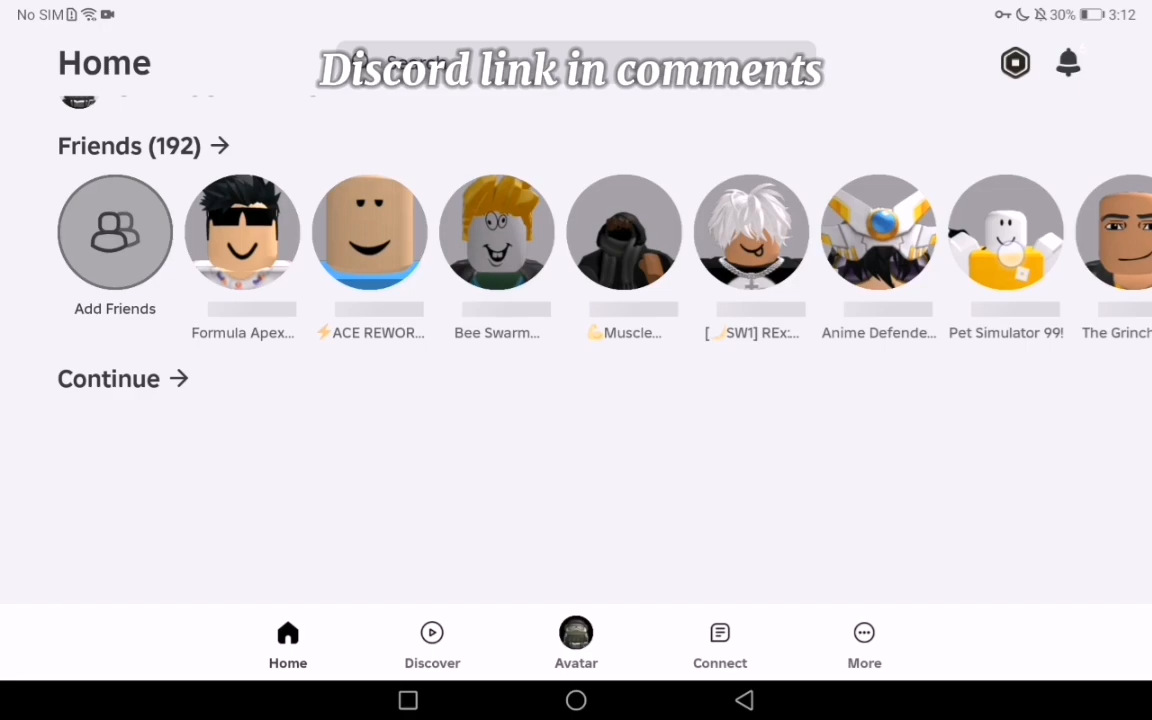 No SIM
30% 3:12
Home
Discord link in comments
Friends (192)
Add Friends
Formula Apex...
⚡ACE REWOR...
Bee Swarm...
💪Muscle...
[🌙SW1] REx:...
Anime Defende...
Pet Simulator 99!
The Grinch
Continue
Home
Discover
Avatar
Connect
More